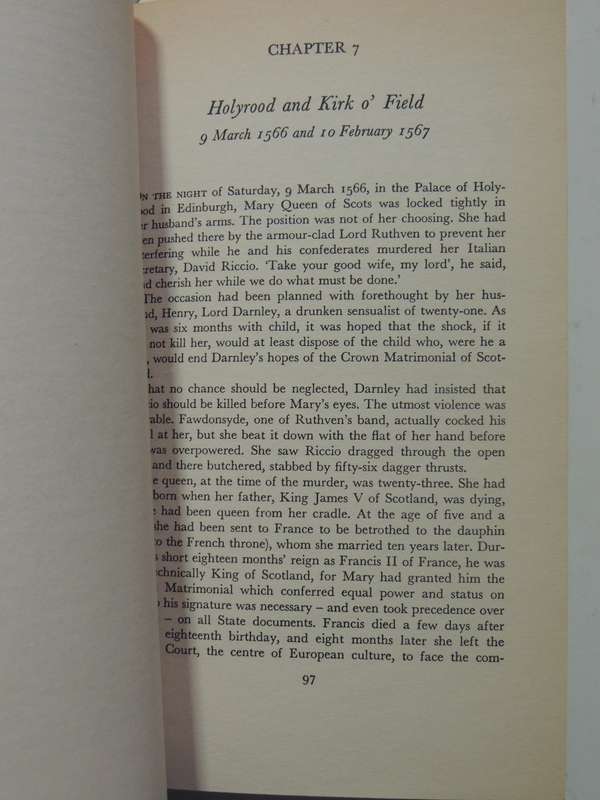 CHAPTER 7
Holyrood and Kirk o' Field
9 March 1566 and 10 February 1567
ON THE NIGHT of Saturday, 9 March 1566, in the Palace of Holy-
ood in Edinburgh, Mary Queen of Scots was locked tightly in
er husband's arms. The position was not of her choosing. She had
en pushed there by the armour-clad Lord Ruthven to prevent her
terfering while he and his confederates murdered her Italian
cretary, David Riccio. 'Take your good wife, my lord', he said,
nd cherish her while we do what must be done.'
The occasion had been planned with forethought by her hus-
nd, Henry, Lord Darnley, a drunken sensualist of twenty-one. As
was six months with child, it was hoped that the shock, if it
not kill her, would at least dispose of the child who, were he a
, would end Darnley's hopes of the Crown Matrimonial of Scot-
d.
hat no chance should be neglected, Darnley had insisted that
cio should be killed before Mary's eyes. The utmost violence was
rable. Fawdonsyde, one of Ruthven's band, actually cocked his
l at her, but she beat it down with the flat of her hand before
was overpowered. She saw Riccio dragged through the open
and there butchered, stabbed by fifty-six dagger thrusts.
e queen, at the time of the murder, was twenty-three. She had
born when her father, King James V of Scotland, was dying,
e had been queen from her cradle. At the age of five and a
she had been sent to France to be betrothed to the dauphin
to the French throne), whom she married ten years later. Dur-
s short eighteen months' reign as Francis II of France, he was
chnically King of Scotland, for Mary had granted him the
Matrimonial which conferred equal power and status on
o his signature was necessary – and even took precedence over
– on all State documents. Francis died a few days after
eighteenth birthday, and eight months later she left the
Court, the centre of European culture, to face the com-
97